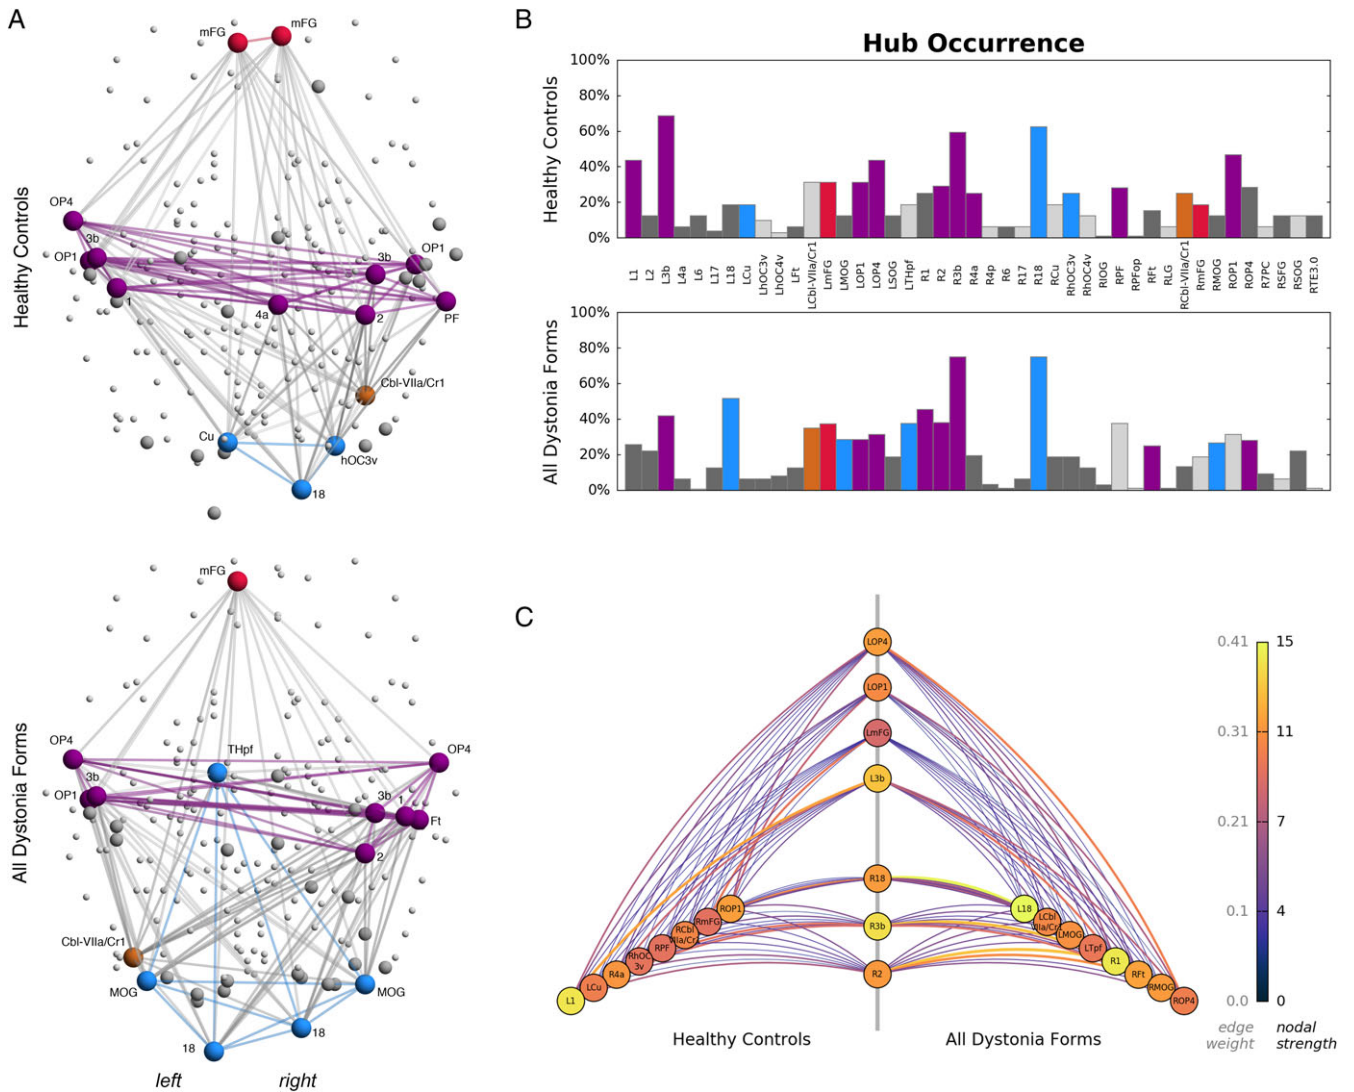 A
mFG
mFG
OP4
3b
OP1
1
3b
OP1
4a
2
PF
Cbl-VIIa/Cr1
Cu
hOC3v
18
Healthy Controls
mFG
OP4
THpf
OP4
3b
OP1
3b
1
Ft
2
Cbl-VIIa/Cr1
MOG
MOG
18
18
All Dystonia Forms
left right
B
Hub Occurrence
Healthy Controls
100%
80%
60%
40%
20%
0%
L1
L2
L3b
L4a
L6
L17
L18
LCu
LhOC3v
LhOC4v
LFt
LCbl-VIIa/Cr1
LmFG
LMOG
LOP1
LOP4
LSOG
LTHpf
R1
R2
R3b
R4a
R4p
R6
R17
R18
RCu
RhOC3v
RhOC4v
RIOG
RPF
RPFop
RFt
RLG
RCbl-VIIa/Cr1
RmFG
RMOG
ROP1
ROP4
R7PC
RSFG
RSOG
RTE3.0
All Dystonia Forms
100%
80%
60%
40%
20%
0%
C
LOP4
LOP1
LmFG
L3b
R18
R3b
R2
ROP1
RmFG
RCbl
VIIa/Cr1
RPF
RhOC
3v
R4a
LCu
L1
L18
LCbl
VIIa/Cr1
LMOG
LTpf
R1
RFt
RMOG
ROP4
Healthy Controls
All Dystonia Forms
0.41 15
0.31 11
0.21 7
0.1 4
0.0 0
edge nodal
weight strength